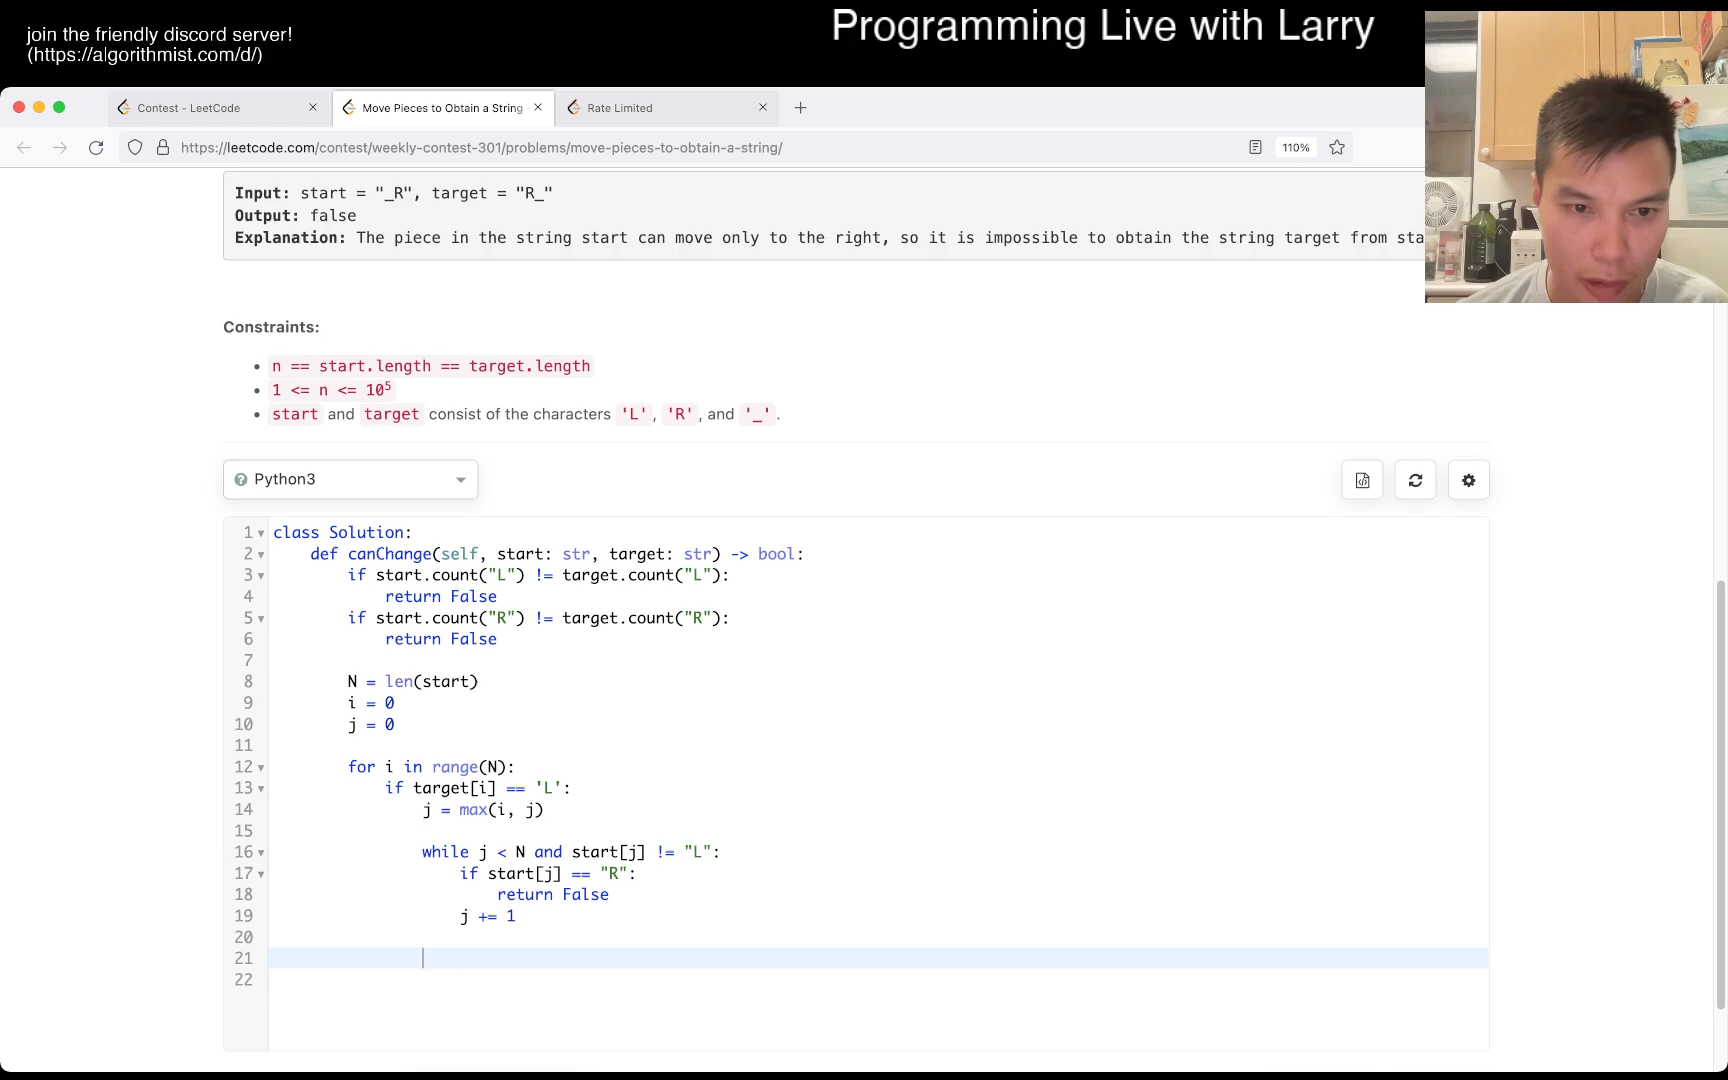 join the friendly discord server!
(https://algorithmist.com/d/)
Programming Live with Larry
Contest - LeetCode
Move Pieces to Obtain a String
Rate Limited
https://leetcode.com/contest/weekly-contest-301/problems/move-pieces-to-obtain-a-string/
110%
Input: start = "_R", target = "R_"
Output: false
Explanation: The piece in the string start can move only to the right, so it is impossible to obtain the string target from sta
Constraints:
n == start.length == target.length
1 <= n <= 10⁵
start and target consist of the characters 'L', 'R', and '_'.
Python3
1 class Solution:
2     def canChange(self, start: str, target: str) -> bool:
3         if start.count("L") != target.count("L"):
4             return False
5         if start.count("R") != target.count("R"):
6             return False
7
8         N = len(start)
9         i = 0
10         j = 0
11
12         for i in range(N):
13             if target[i] == 'L':
14                 j = max(i, j)
15
16                 while j < N and start[j] != "L":
17                     if start[j] == "R":
18                         return False
19                     j += 1
20
21
22